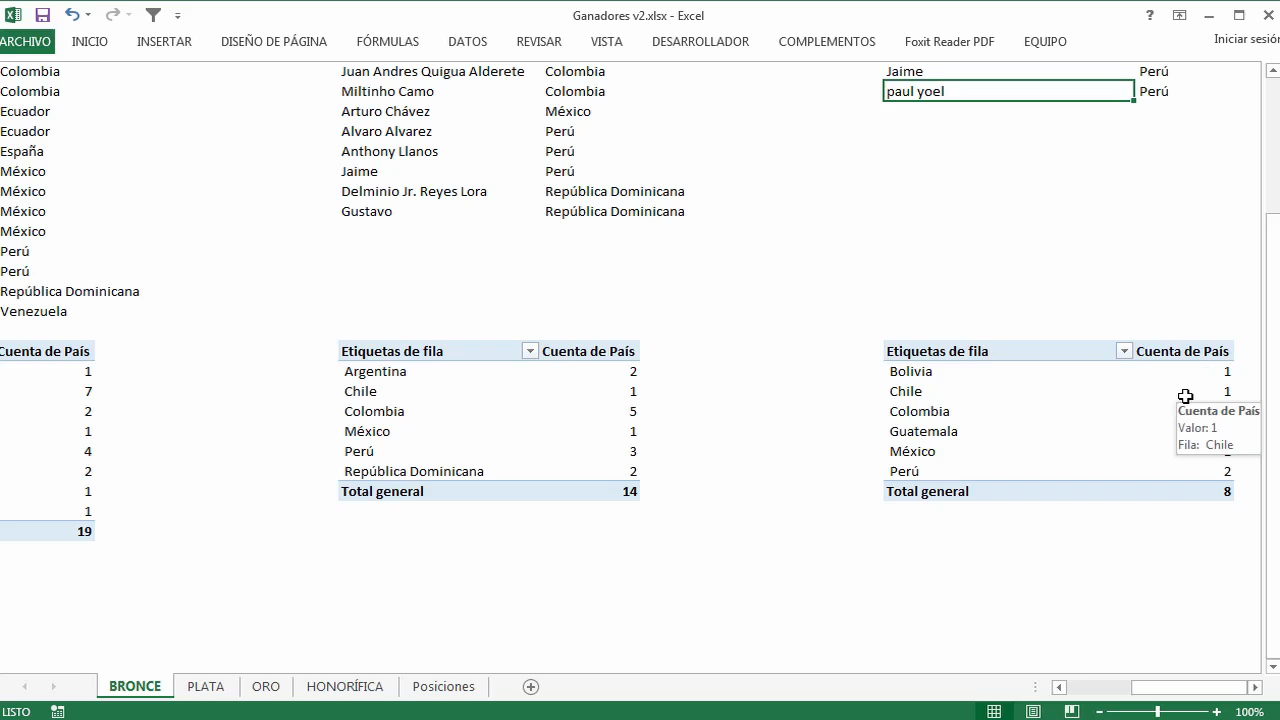 Ganadores v2.xlsx - Excel
?
ARCHIVO INICIO INSERTAR DISEÑO DE PÁGINA FÓRMULAS DATOS REVISAR VISTA DESARROLLADOR COMPLEMENTOS Foxit Reader PDF EQUIPO Iniciar sesión
Colombia Juan Andres Quigua Alderete Colombia Jaime Perú
Colombia Miltinho Camo Colombia paul yoel Perú
Ecuador Arturo Chávez México
Ecuador Alvaro Alvarez Perú
España Anthony Llanos Perú
México Jaime Perú
México Delminio Jr. Reyes Lora República Dominicana
México Gustavo República Dominicana
México
Perú
Perú
República Dominicana
Venezuela
Cuenta de País Etiquetas de fila Cuenta de País Etiquetas de fila Cuenta de País
1 Argentina 2 Bolivia 1
7 Chile 1 Chile 1
2 Colombia 5 Colombia
1 México 1 Guatemala
4 Perú 3 México
2 República Dominicana 2 Perú 2
1 Total general 14 Total general 8
1
19
Cuenta de País
Valor: 1
Fila: Chile
BRONCE PLATA ORO HONORÍFICA Posiciones
LISTO 100%